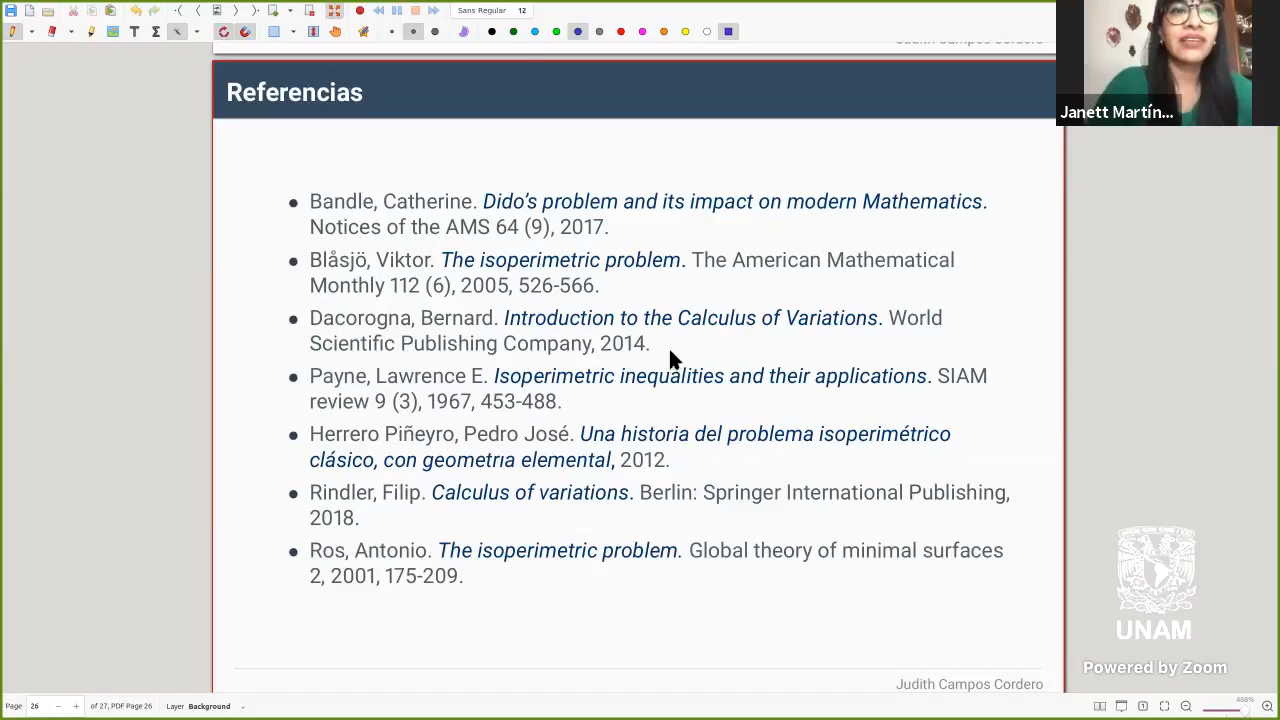 Sans Regular 12
Judith Campos Cordero
Referencias
Janett Martín...
• Bandle, Catherine. Dido's problem and its impact on modern Mathematics.
Notices of the AMS 64 (9), 2017.
• Blåsjö, Viktor. The isoperimetric problem. The American Mathematical
Monthly 112 (6), 2005, 526-566.
• Dacorogna, Bernard. Introduction to the Calculus of Variations. World
Scientific Publishing Company, 2014.
• Payne, Lawrence E. Isoperimetric inequalities and their applications. SIAM
review 9 (3), 1967, 453-488.
• Herrero Piñeyro, Pedro José. Una historia del problema isoperimétrico
clásico, con geometrıa elemental, 2012.
• Rindler, Filip. Calculus of variations. Berlin: Springer International Publishing,
2018.
• Ros, Antonio. The isoperimetric problem. Global theory of minimal surfaces
2, 2001, 175-209.
UNAM
Powered by Zoom
Judith Campos Cordero
Page 26 of 27, PDF Page 26 Layer Background
468%